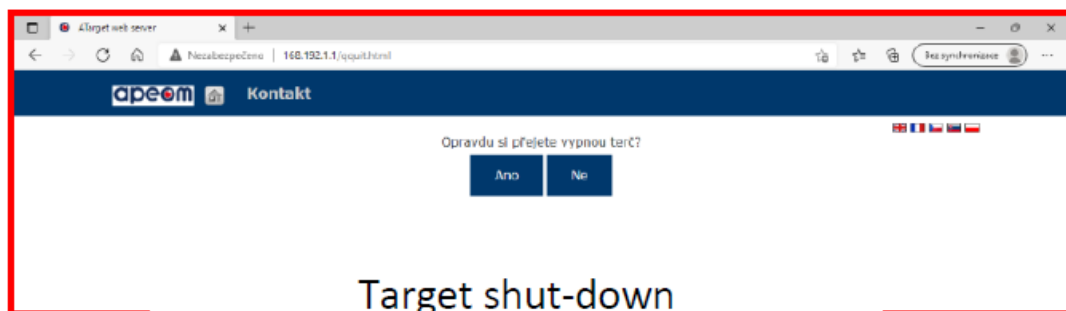 ATarget web server
Nezabezpečeno | 168.192.1.1/qquit.html
Bez synchronizace
apeom Kontakt
Opravdu si přejete vypnou terč?
Ano Ne
Target shut-down